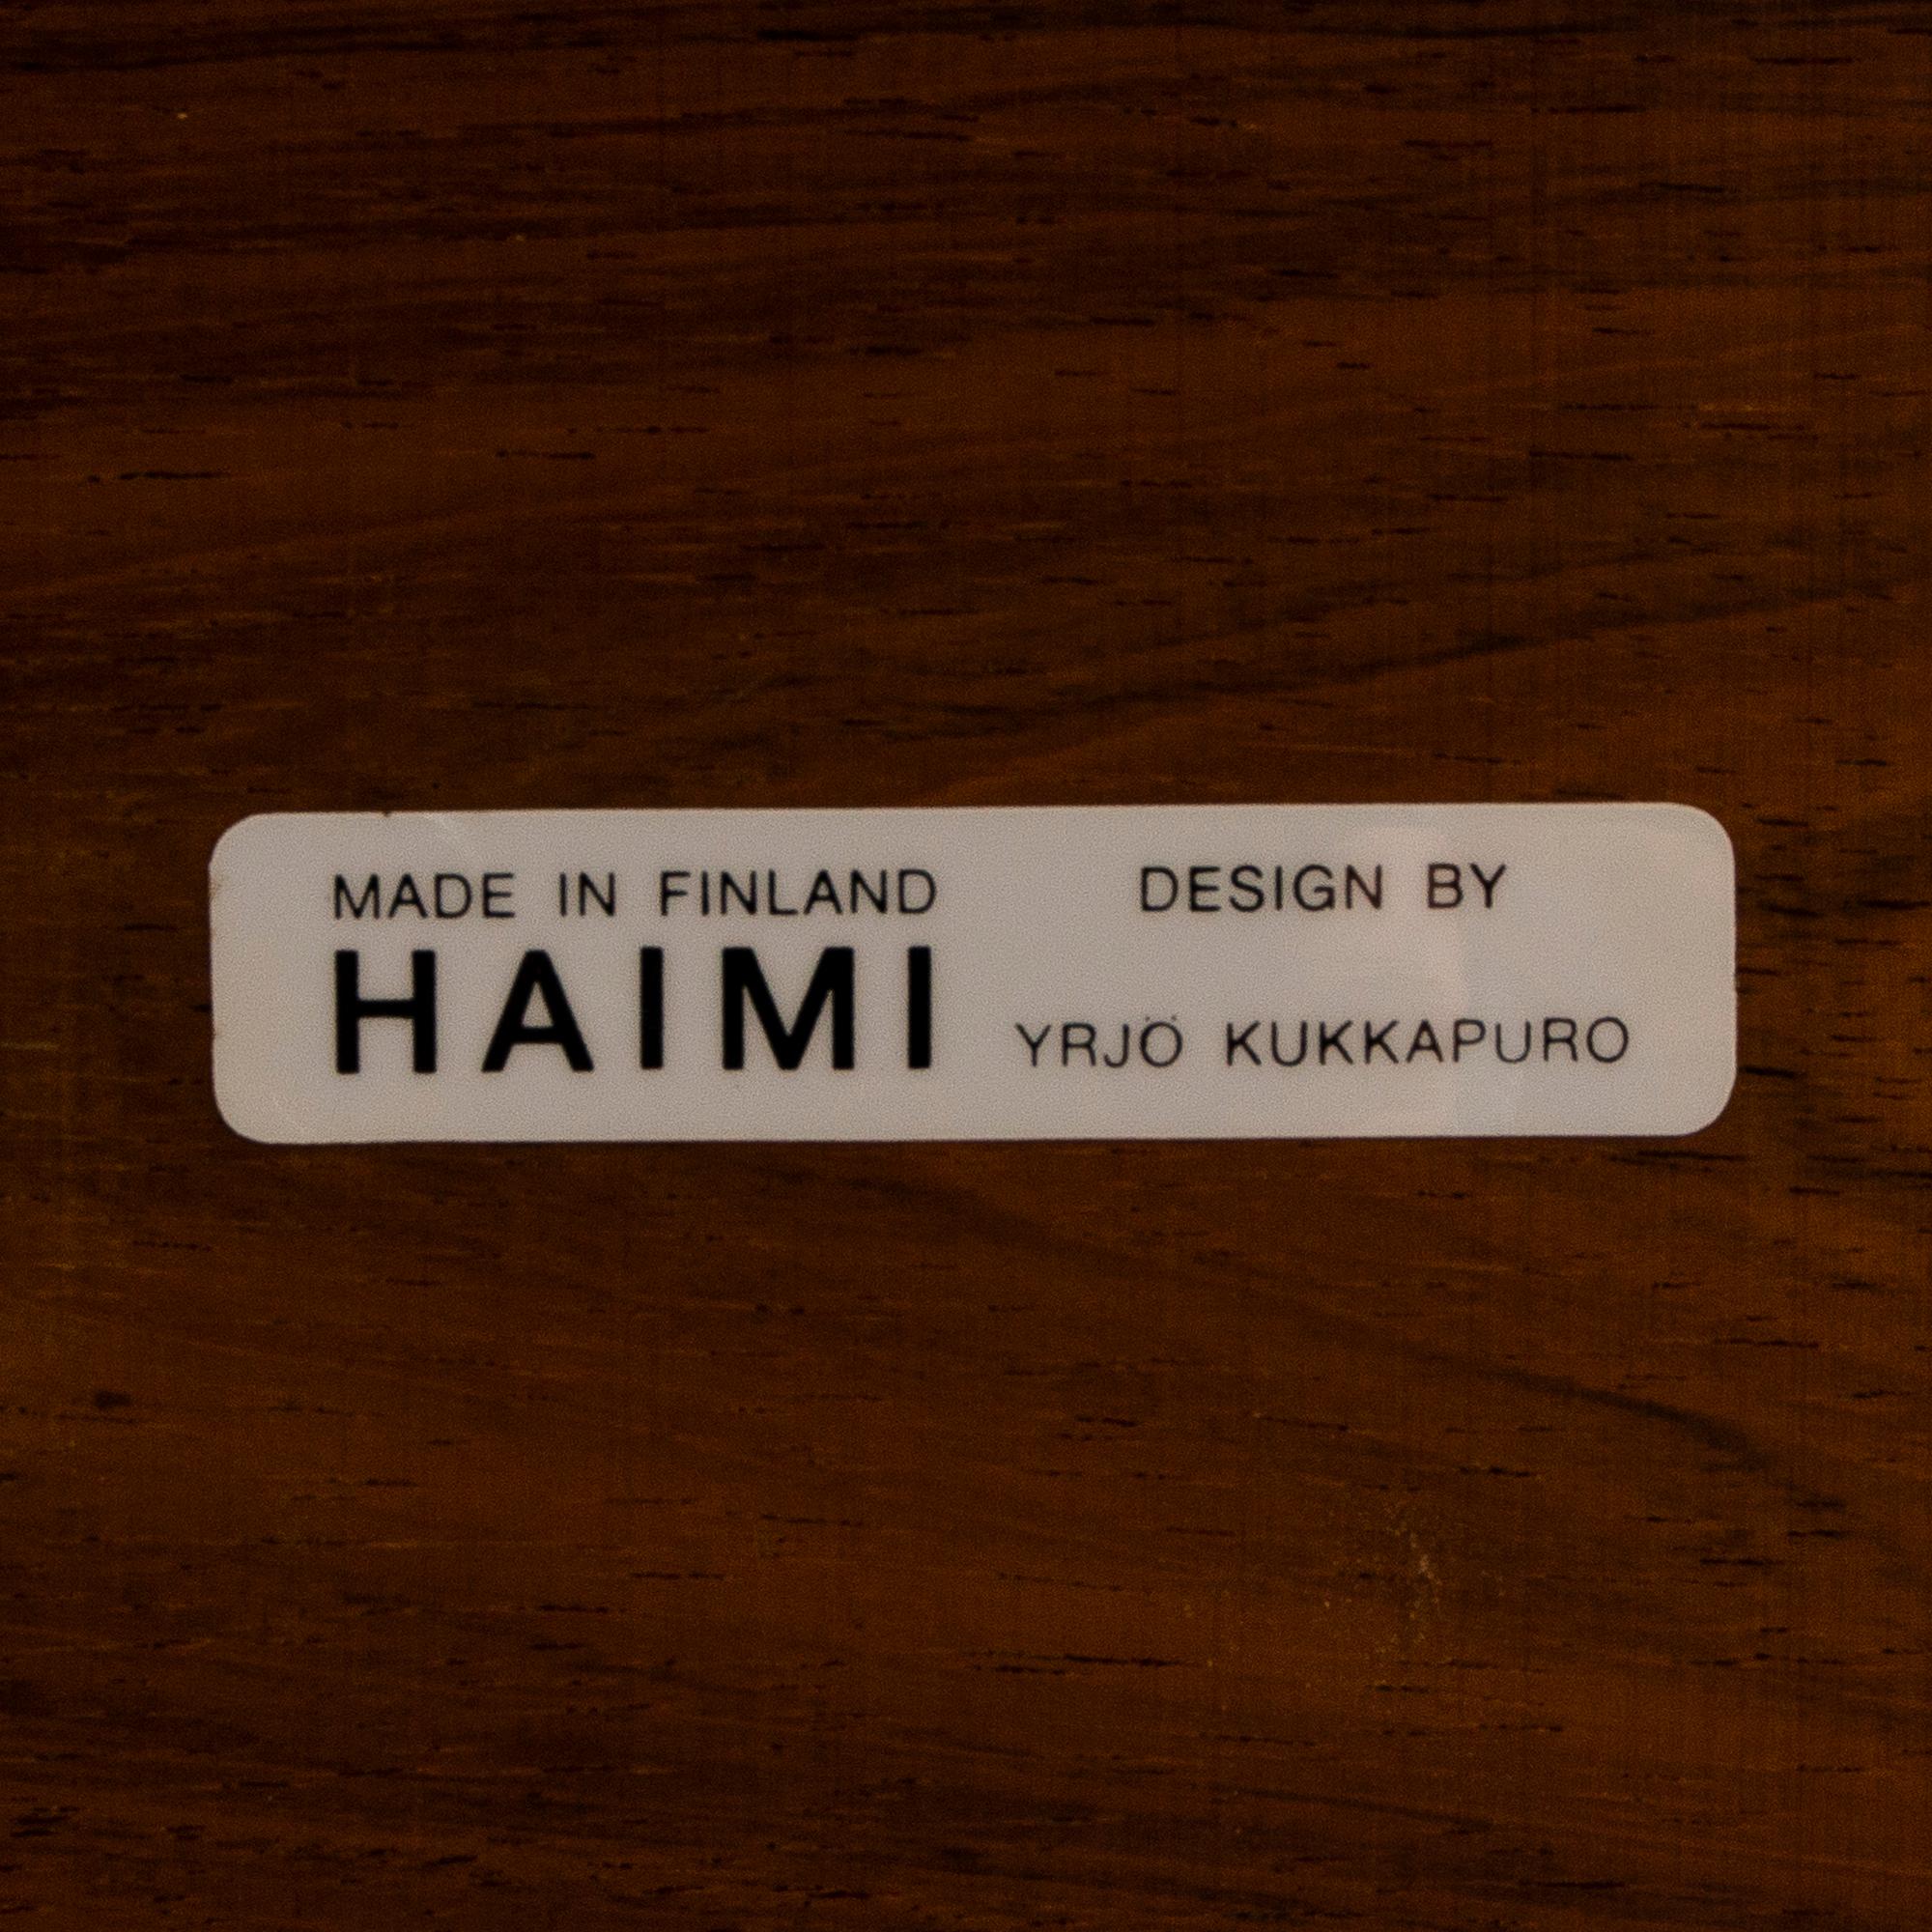 MADE IN FINLAND
HAIMI
DESIGN BY
YRJÖ KUKKAPURO